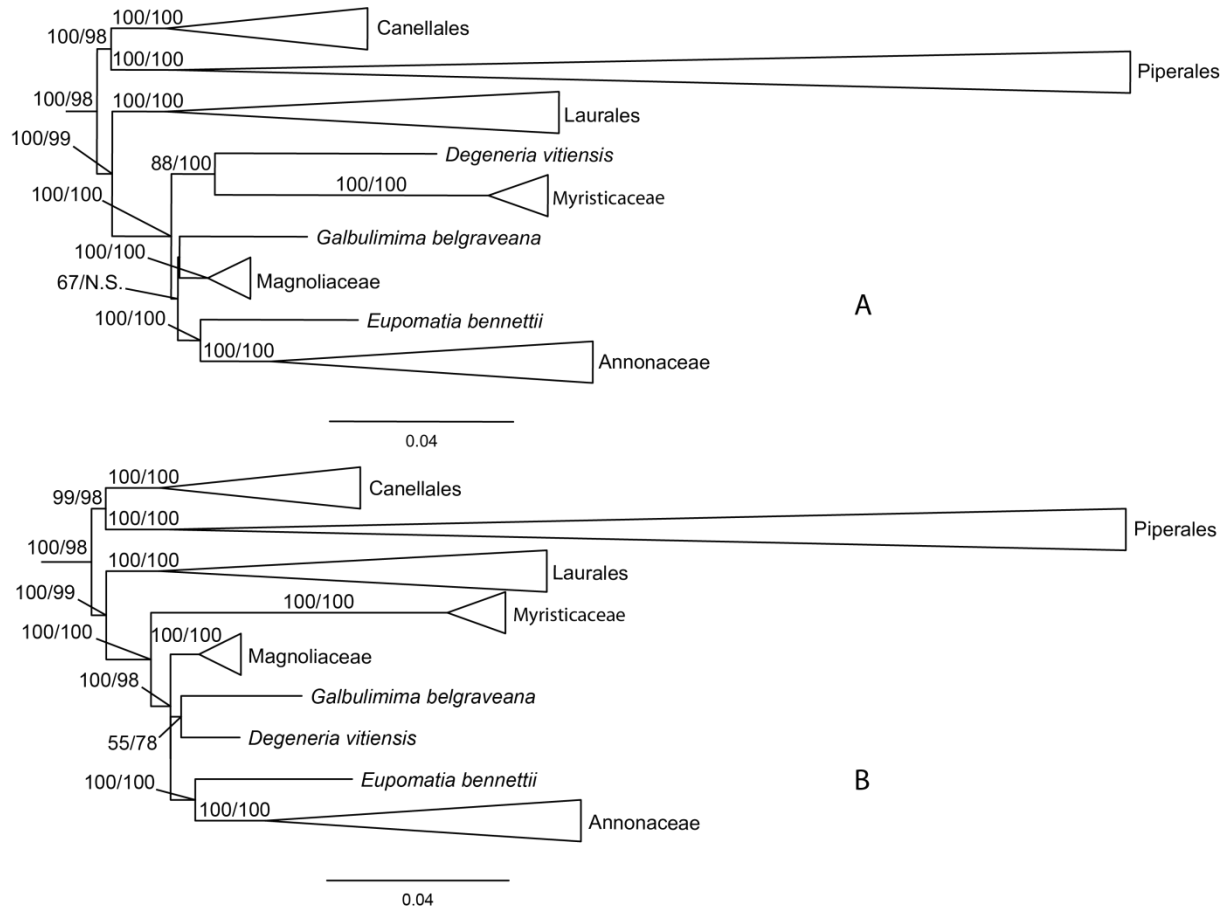 100/100
Canellales
100/98
100/100
Piperales
100/98
100/100
Laurales
100/99
Degeneria vitiensis
88/100
100/100
Myristicaceae
100/100
Galbulimima belgraveana
100/100
Magnoliaceae
67/N.S.
A
100/100
Eupomatia bennettii
100/100
Annonaceae
0.04
100/100
Canellales
99/98
100/100
Piperales
100/98
100/100
Laurales
100/99
100/100
Myristicaceae
100/100
100/100
Magnoliaceae
100/98
Galbulimima belgraveana
55/78
Degeneria vitiensis
100/100
Eupomatia bennettii
B
100/100
Annonaceae
0.04